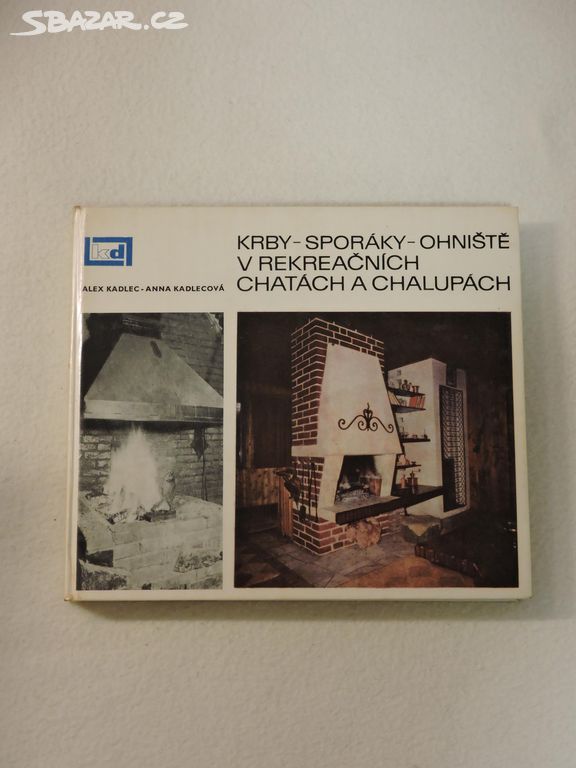 SBAZAR.CZ
kd
ALEX KADLEC - ANNA KADLECOVÁ
KRBY - SPORÁKY - OHNIŠTĚ
V REKREAČNÍCH
CHATÁCH A CHALUPÁCH